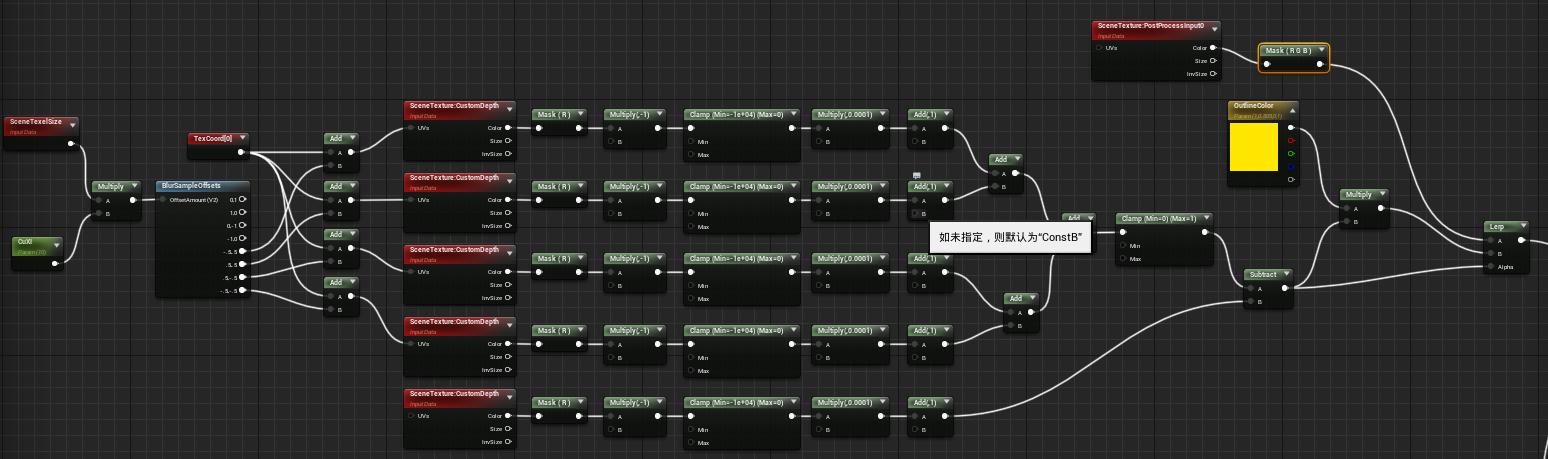 SceneTexture:PostProcessInput0
Input Data
UVs
Color
Size
InvSize
Mask ( R G B )
OutlineColor
SceneTexelSize
Input Data
CuXi
Param (10)
Multiply
A
B
TexCoord[0]
BlurSampleOffsets
OffsetAmount (V2)
0,1
1,0
0,-1
-1,0
-.5,.5
.5,.5
.5,-.5
-.5,-.5
Add
A
B
Add
A
B
Add
A
B
Add
A
B
SceneTexture:CustomDepth
Input Data
UVs
Color
Size
InvSize
Mask ( R )
Multiply(,-1)
A
B
Clamp (Min=-1e+04) (Max=0)
Min
Max
Multiply(,0.0001)
A
B
Add(,1)
A
B
SceneTexture:CustomDepth
Input Data
UVs
Color
Size
InvSize
Mask ( R )
Multiply(,-1)
A
B
Clamp (Min=-1e+04) (Max=0)
Min
Max
Multiply(,0.0001)
A
B
Add(,1)
A
B
SceneTexture:CustomDepth
Input Data
UVs
Color
Size
InvSize
Mask ( R )
Multiply(,-1)
A
B
Clamp (Min=-1e+04) (Max=0)
Min
Max
Multiply(,0.0001)
A
B
Add(,1)
A
B
SceneTexture:CustomDepth
Input Data
UVs
Color
Size
InvSize
Mask ( R )
Multiply(,-1)
A
B
Clamp (Min=-1e+04) (Max=0)
Min
Max
Multiply(,0.0001)
A
B
Add(,1)
A
B
SceneTexture:CustomDepth
Input Data
UVs
Color
Size
InvSize
Mask ( R )
Multiply(,-1)
A
B
Clamp (Min=-1e+04) (Max=0)
Min
Max
Multiply(,0.0001)
A
B
Add(,1)
A
B
Add
A
B
Add
A
B
Add
如未指定，则默认为“ConstB”
Clamp (Min=0) (Max=1)
Min
Max
Subtract
A
B
Multiply
A
B
Lerp
A
B
Alpha